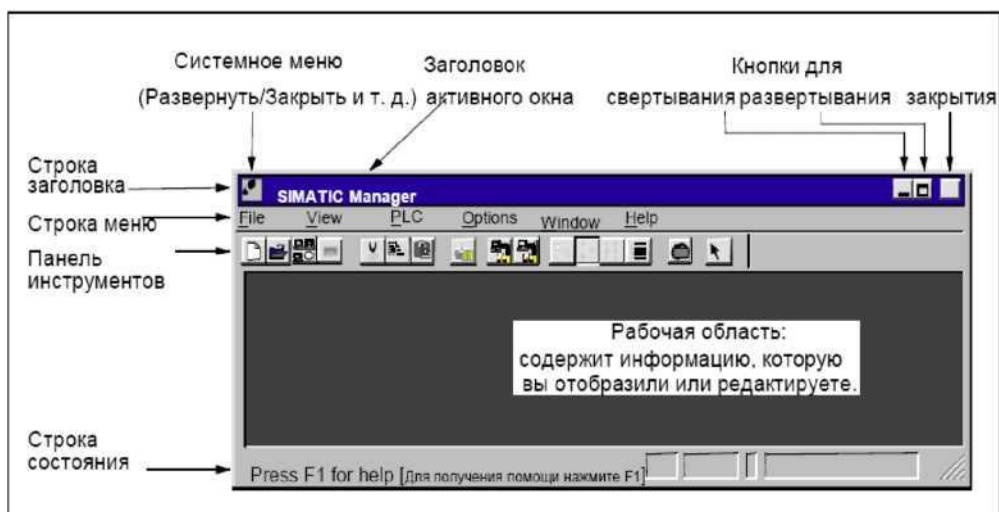 Системное меню
(Развернуть/Закрыть и т. д.)
Заголовок
активного окна
Кнопки для
свертывания развертывания закрытия
Строка
заголовка
SIMATIC Manager
Строка меню
File View PLC Options Window Help
Панель
инструментов
Рабочая область:
содержит информацию, которую
вы отобразили или редактируете.
Строка
состояния
Press F1 for help [Для получения помощи нажмите F1]